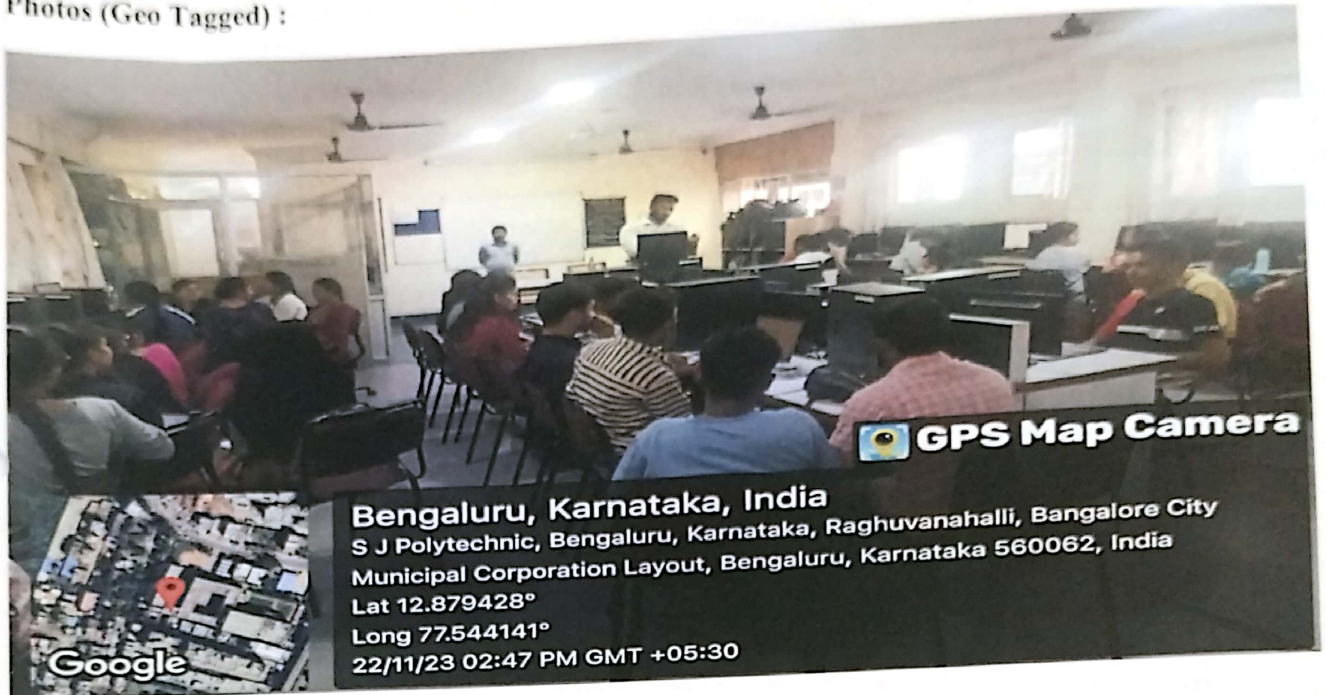 Photos (Geo Tagged) :
GPS Map Camera
Bengaluru, Karnataka, India
S J Polytechnic, Bengaluru, Karnataka, Raghuvanahalli, Bangalore City
Municipal Corporation Layout, Bengaluru, Karnataka 560062, India
Lat 12.879428°
Long 77.544141°
22/11/23 02:47 PM GMT +05:30
Google